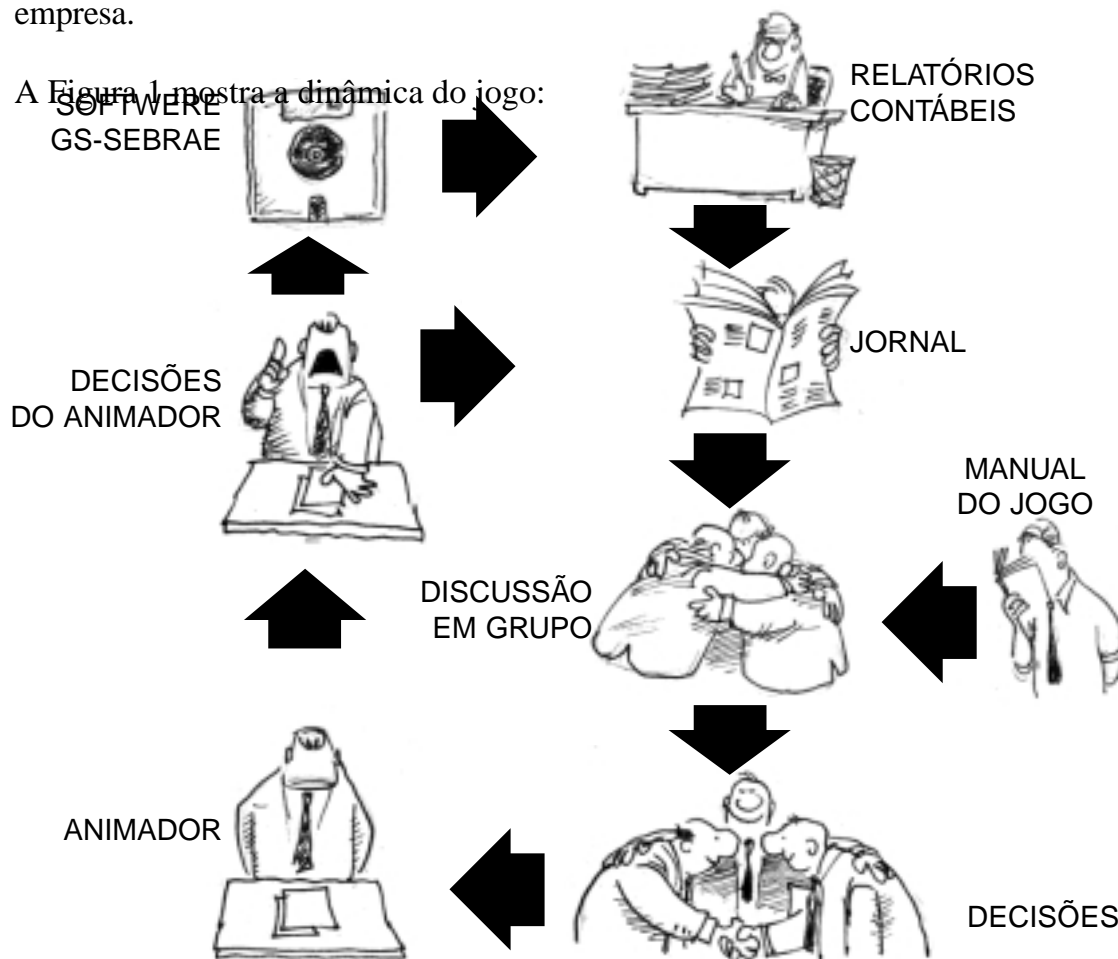 empresa.
A Figura 1 mostra a dinâmica do jogo:
SOFTWERE
GS-SEBRAE
RELATÓRIOS
CONTÁBEIS
JORNAL
DECISÕES
DO ANIMADOR
MANUAL
DO JOGO
DISCUSSÃO
EM GRUPO
ANIMADOR
DECISÕES